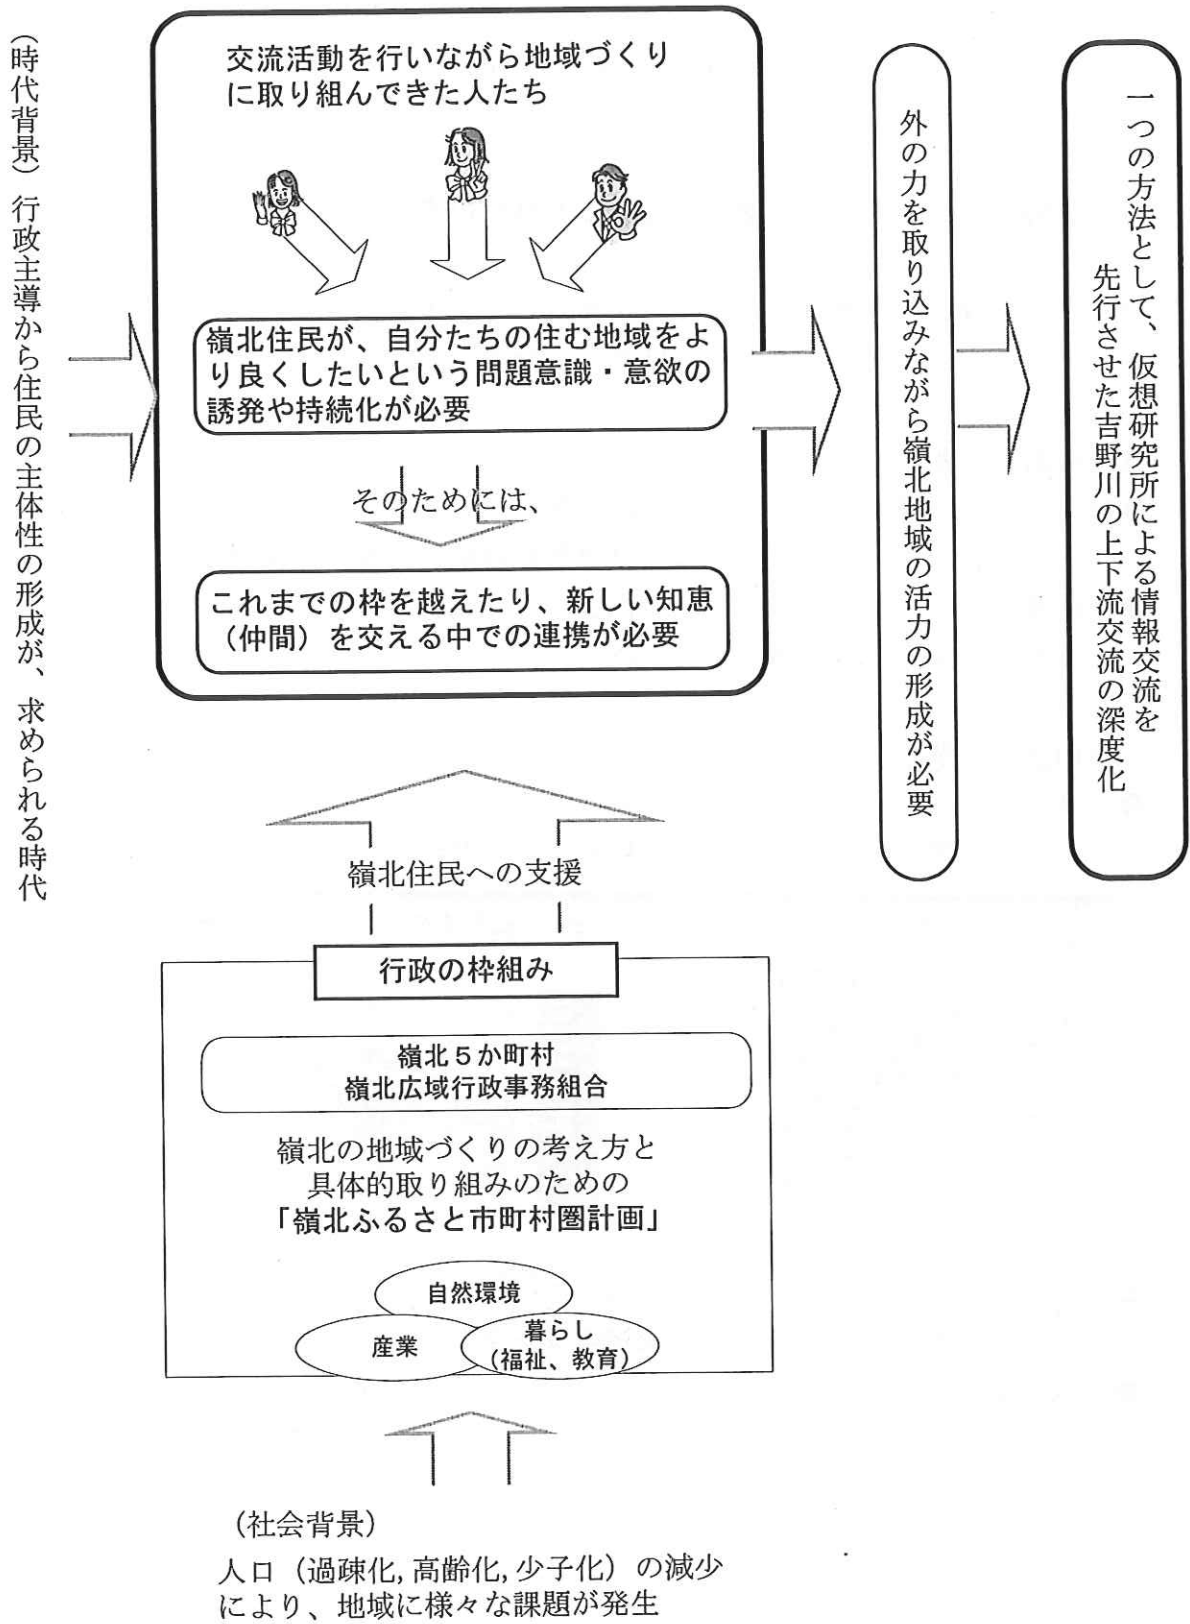 (時代背景)行政主導から住民の主体性の形成が、求められる時代
交流活動を行いながら地域づくり
に取り組んできた人たち
嶺北住民が、自分たちの住む地域をよ
り良くしたいという問題意識・意欲の
誘発や持続化が必要
そのためには、
これまでの枠を越えたり、新しい知恵
(仲間)を交える中での連携が必要
外の力を取り込みながら嶺北地域の活力の形成が必要
一つの方法として、仮想研究所による情報交流を
先行させた吉野川の上下流交流の深度化
嶺北住民への支援
行政の枠組み
嶺北5か町村
嶺北広域行政事務組合
嶺北の地域づくりの考え方と
具体的取り組みのための
「嶺北ふるさと市町村圏計画」
自然環境
産業
暮らし
(福祉、教育)
(社会背景)
人口(過疎化,高齢化,少子化)の減少
により、地域に様々な課題が発生